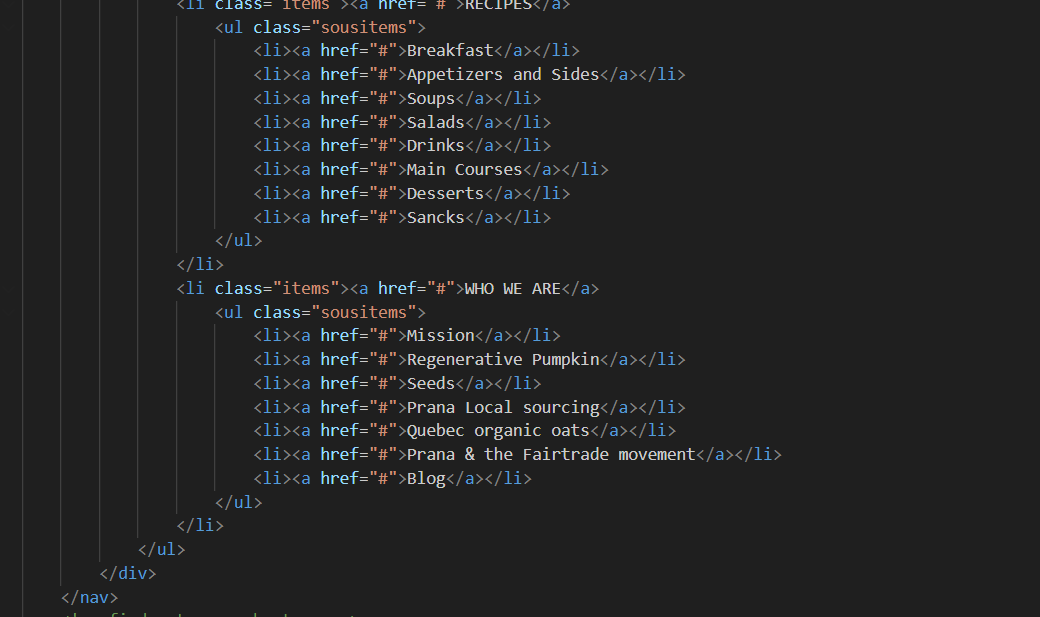 <li class="items"><a href="#">RECIPES</a>
<ul class="sousitems">
<li><a href="#">Breakfast</a></li>
<li><a href="#">Appetizers and Sides</a></li>
<li><a href="#">Soups</a></li>
<li><a href="#">Salads</a></li>
<li><a href="#">Drinks</a></li>
<li><a href="#">Main Courses</a></li>
<li><a href="#">Desserts</a></li>
<li><a href="#">Sancks</a></li>
</ul>
</li>
<li class="items"><a href="#">WHO WE ARE</a>
<ul class="sousitems">
<li><a href="#">Mission</a></li>
<li><a href="#">Regenerative Pumpkin</a></li>
<li><a href="#">Seeds</a></li>
<li><a href="#">Prana Local sourcing</a></li>
<li><a href="#">Quebec organic oats</a></li>
<li><a href="#">Prana & the Fairtrade movement</a></li>
<li><a href="#">Blog</a></li>
</ul>
</li>
</ul>
</div>
</nav>